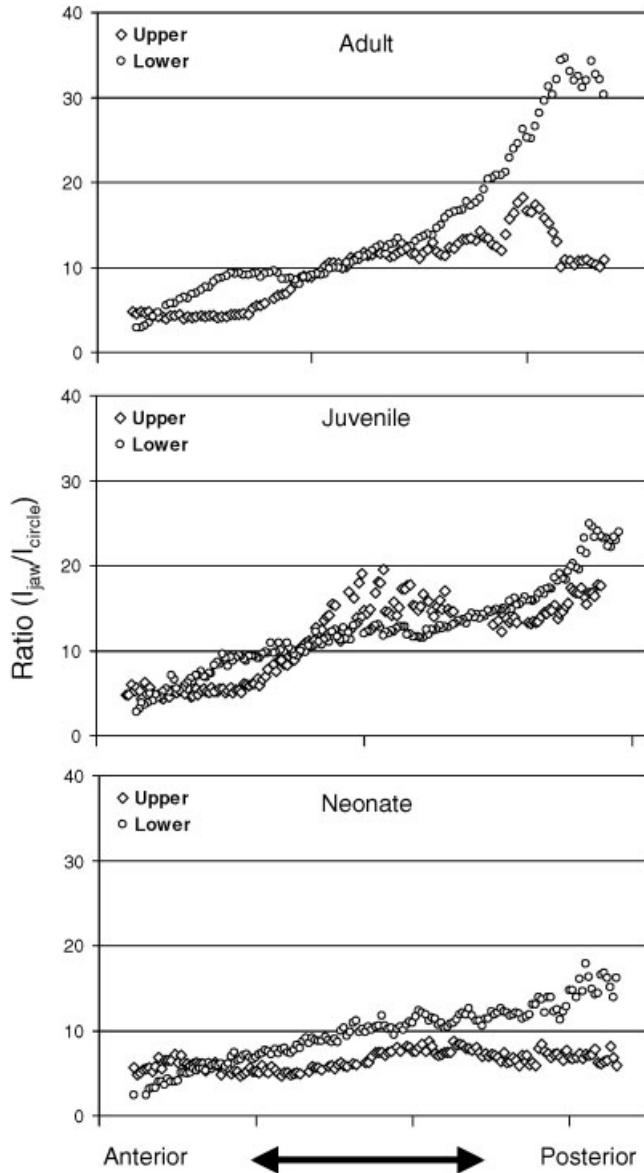 40
Upper
Adult
Lower
30
20
10
0
40
Upper
Juvenile
Lower
30
20
10
0
Ratio (I_jaw/I_circle)
40
Upper
Neonate
Lower
30
20
10
0
Anterior Posterior